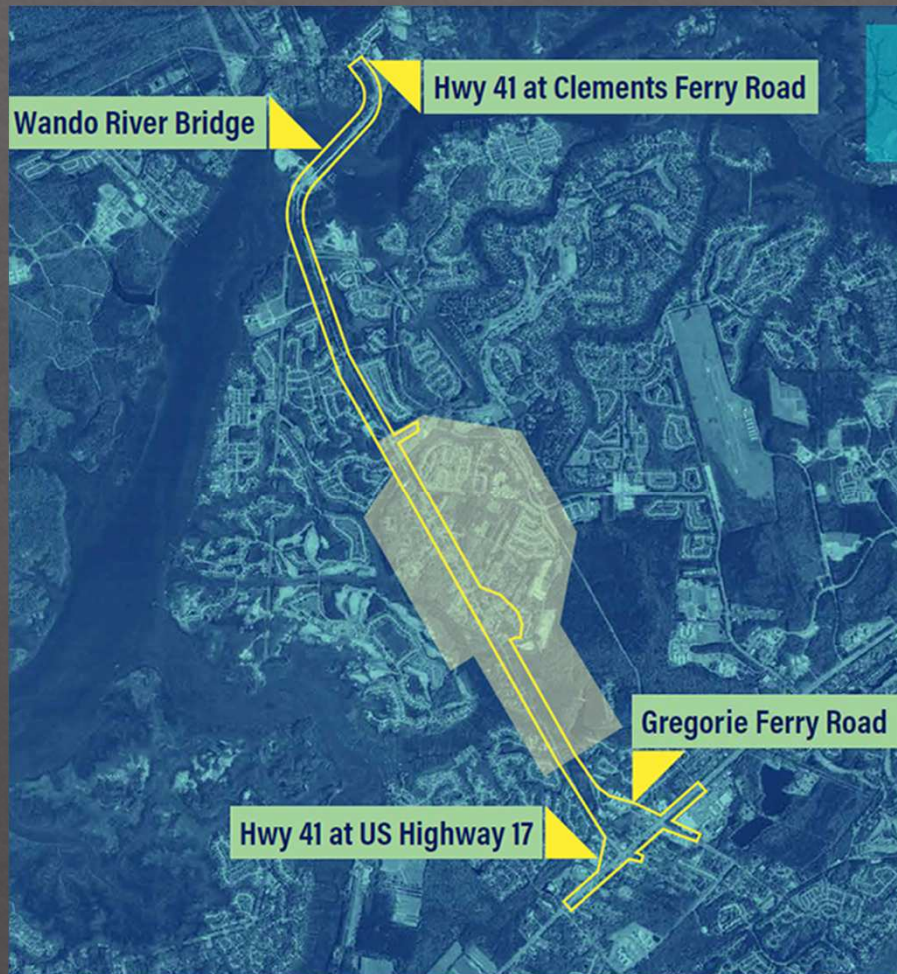 Hwy 41 at Clements Ferry Road
Wando River Bridge
Gregorie Ferry Road
Hwy 41 at US Highway 17